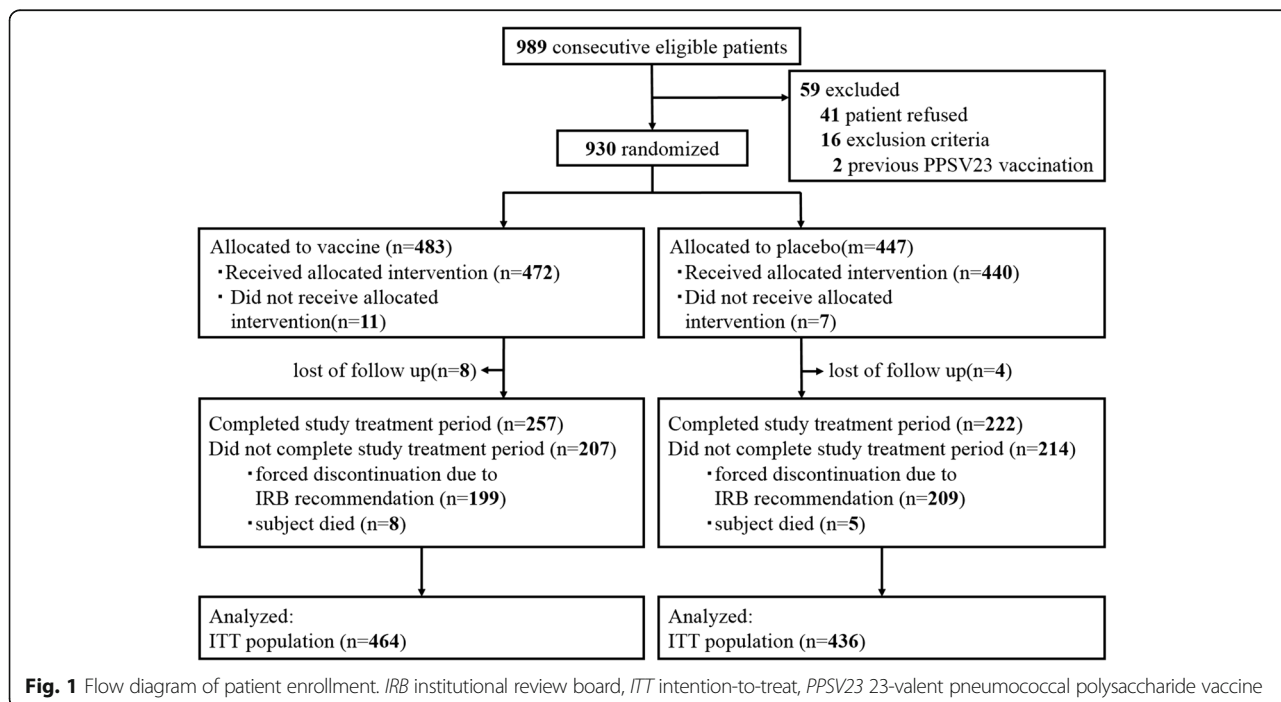 989 consecutive eligible patients
59 excluded
41 patient refused
16 exclusion criteria
2 previous PPSV23 vaccination
930 randomized
Allocated to vaccine (n=483)
・Received allocated intervention (n=472)
・ Did not receive allocated
intervention(n=11)
Allocated to placebo(m=447)
・Received allocated intervention (n=440)
・Did not receive allocated
intervention (n=7)
lost of follow up(n=8)
lost of follow up(n=4)
Completed study treatment period (n=257)
Did not complete study treatment period (n=207)
・forced discontinuation due to
IRB recommendation (n=199)
・subject died (n=8)
Completed study treatment period (n=222)
Did not complete study treatment period (n=214)
・forced discontinuation due to
IRB recommendation (n=209)
・subject died (n=5)
Analyzed:
ITT population (n=464)
Analyzed:
ITT population (n=436)
Fig. 1 Flow diagram of patient enrollment. IRB institutional review board, ITT intention-to-treat, PPSV23 23-valent pneumococcal polysaccharide vaccine